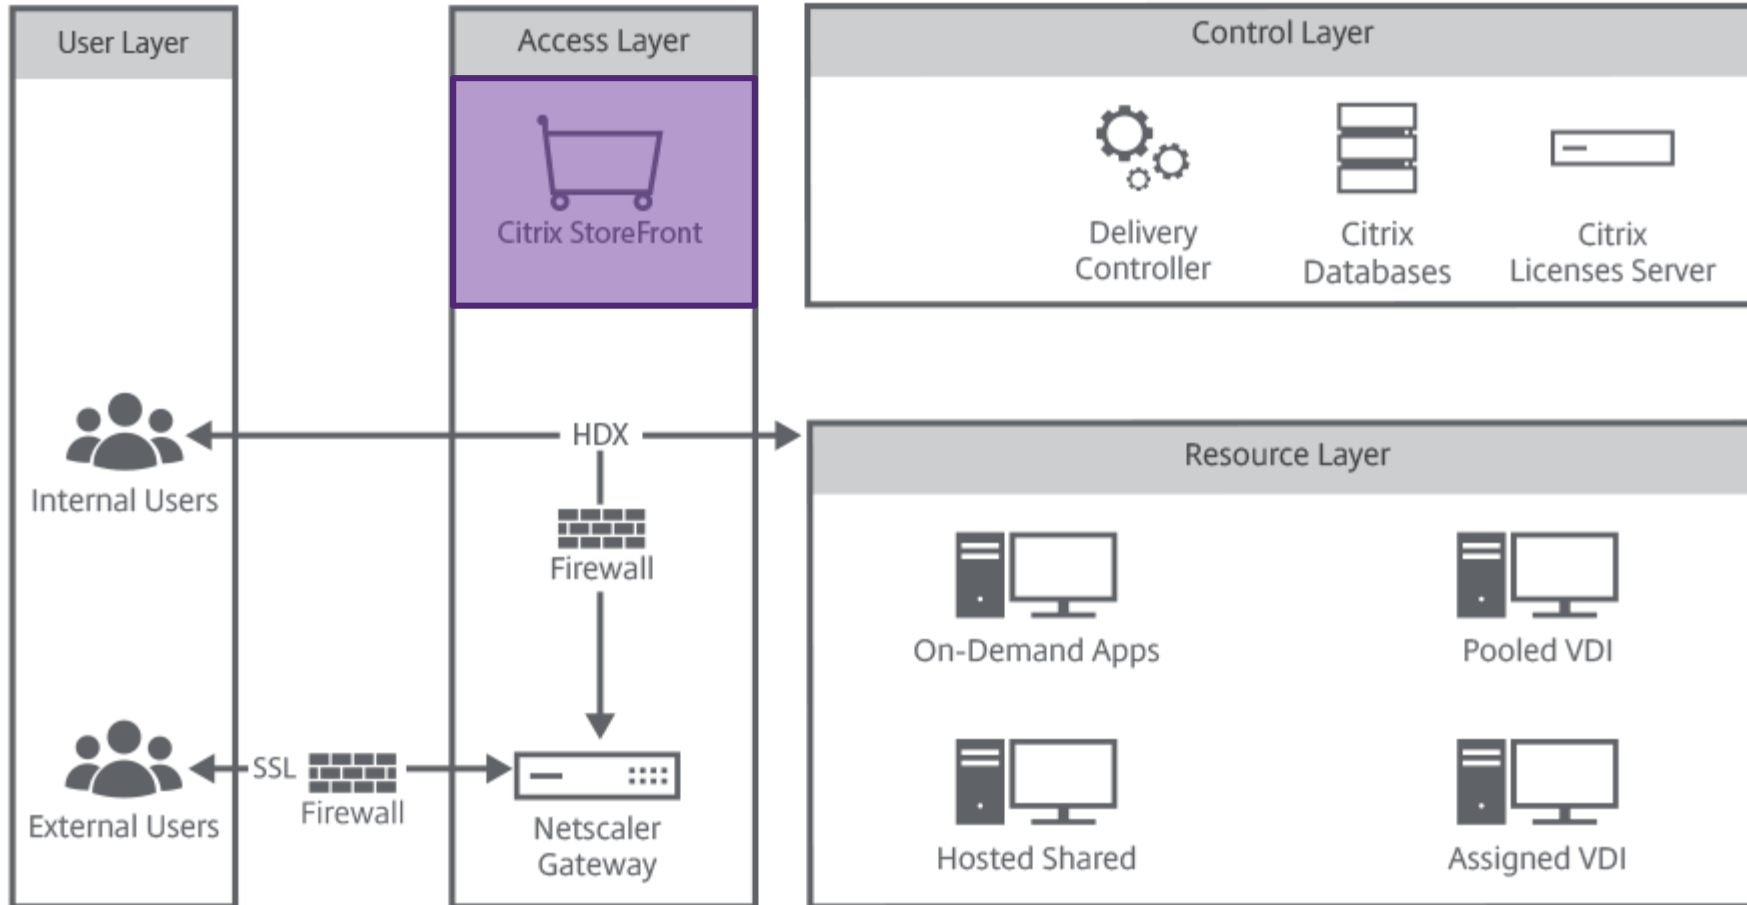 User Layer
Access Layer
Control Layer
Citrix StoreFront
Delivery
Controller
Citrix
Databases
Citrix
Licenses Server
HDX
Internal Users
Firewall
Resource Layer
On-Demand Apps
Pooled VDI
SSL
Firewall
External Users
Netscaler
Gateway
Hosted Shared
Assigned VDI